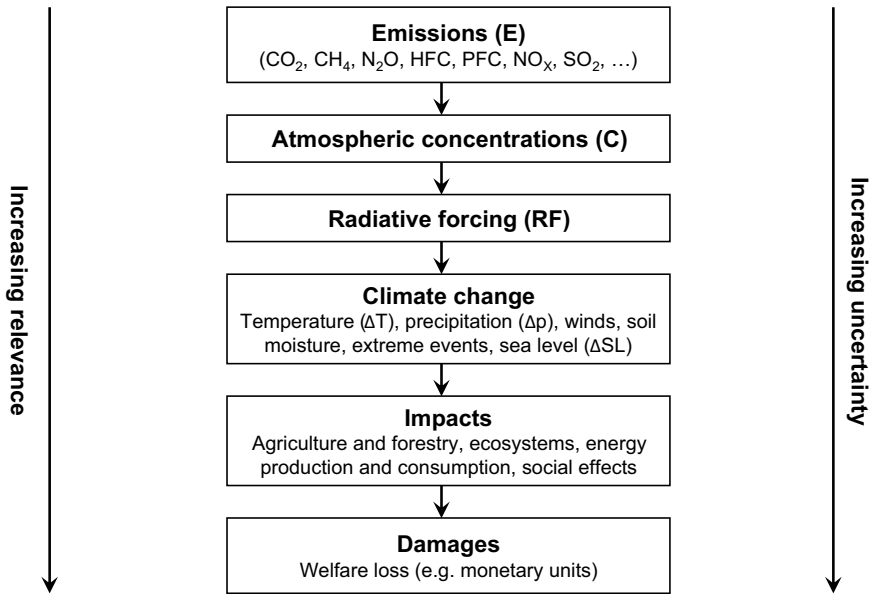 Emissions (E)
(CO₂, CH₄, N₂O, HFC, PFC, NOₓ, SO₂, …)
Atmospheric concentrations (C)
Radiative forcing (RF)
Climate change
Temperature (ΔT), precipitation (Δp), winds, soil
moisture, extreme events, sea level (ΔSL)
Impacts
Agriculture and forestry, ecosystems, energy
production and consumption, social effects
Damages
Welfare loss (e.g. monetary units)
Increasing relevance
Increasing uncertainty